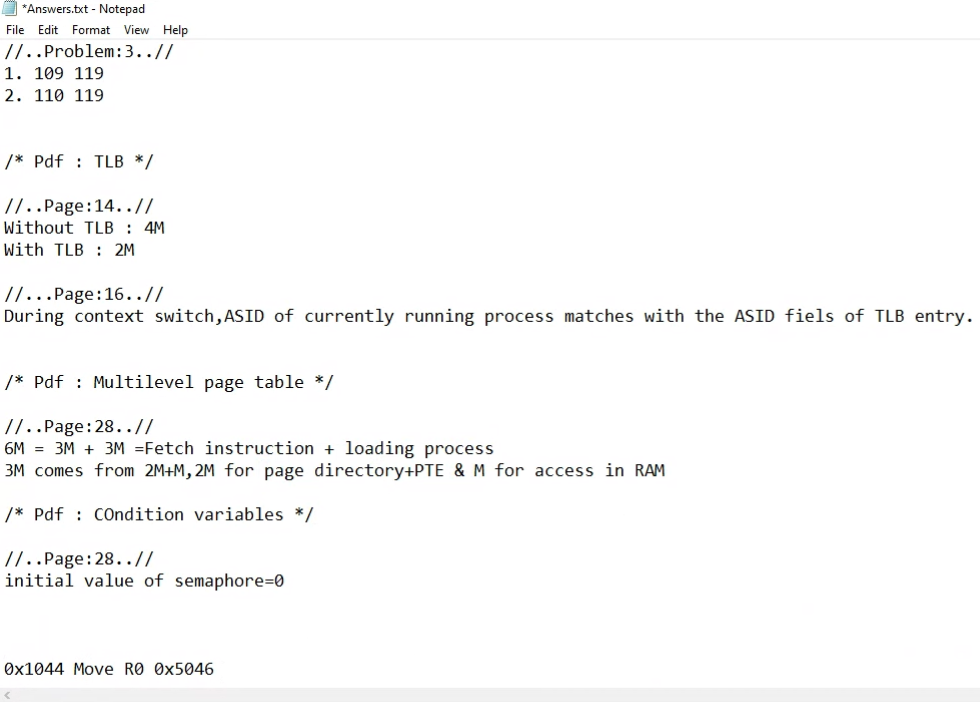 *Answers.txt - Notepad
File Edit Format View Help
//..Problem:3..//
1. 109 119
2. 110 119
/* Pdf : TLB */
//..Page:14..//
Without TLB : 4M
With TLB : 2M
//...Page:16..//
During context switch,ASID of currently running process matches with the ASID fiels of TLB entry.
/* Pdf : Multilevel page table */
//..Page:28..//
6M = 3M + 3M =Fetch instruction + loading process
3M comes from 2M+M,2M for page directory+PTE & M for access in RAM
/* Pdf : COndition variables */
//..Page:28..//
initial value of semaphore=0
0x1044 Move R0 0x5046